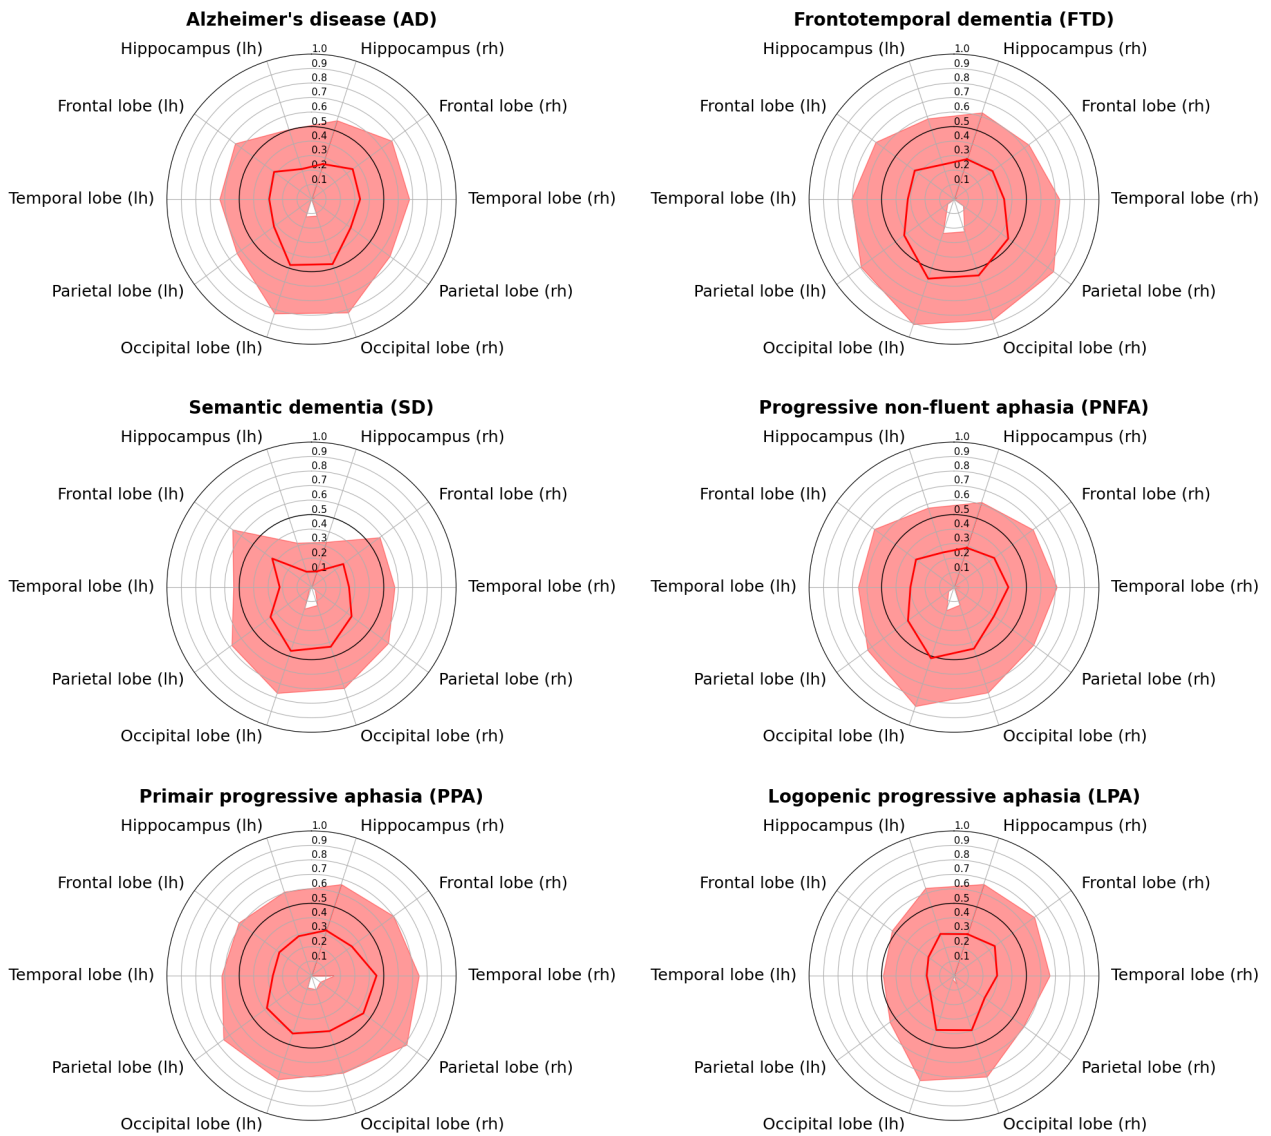 Alzheimer's disease (AD)
Hippocampus (lh)
1.0
Hippocampus (rh)
0.9
0.8
0.7
Frontal lobe (lh)
0.6
Frontal lobe (rh)
0.5
0.4
0.3
0.2
0.1
Temporal lobe (lh)
Temporal lobe (rh)
Parietal lobe (lh)
Parietal lobe (rh)
Occipital lobe (lh)
Occipital lobe (rh)
Frontotemporal dementia (FTD)
Hippocampus (lh)
1.0
Hippocampus (rh)
0.9
0.8
0.7
Frontal lobe (lh)
0.6
Frontal lobe (rh)
0.5
0.4
0.3
0.2
0.1
Temporal lobe (lh)
Temporal lobe (rh)
Parietal lobe (lh)
Parietal lobe (rh)
Occipital lobe (lh)
Occipital lobe (rh)
Semantic dementia (SD)
Hippocampus (lh)
1.0
Hippocampus (rh)
0.9
0.8
0.7
Frontal lobe (lh)
0.6
Frontal lobe (rh)
0.5
0.4
0.3
0.2
0.1
Temporal lobe (lh)
Temporal lobe (rh)
Parietal lobe (lh)
Parietal lobe (rh)
Occipital lobe (lh)
Occipital lobe (rh)
Progressive non-fluent aphasia (PNFA)
Hippocampus (lh)
1.0
Hippocampus (rh)
0.9
0.8
0.7
Frontal lobe (lh)
0.6
Frontal lobe (rh)
0.5
0.4
0.3
0.2
0.1
Temporal lobe (lh)
Temporal lobe (rh)
Parietal lobe (lh)
Parietal lobe (rh)
Occipital lobe (lh)
Occipital lobe (rh)
Primair progressive aphasia (PPA)
Hippocampus (lh)
1.0
Hippocampus (rh)
0.9
0.8
0.7
Frontal lobe (lh)
0.6
Frontal lobe (rh)
0.5
0.4
0.3
0.2
0.1
Temporal lobe (lh)
Temporal lobe (rh)
Parietal lobe (lh)
Parietal lobe (rh)
Occipital lobe (lh)
Occipital lobe (rh)
Logopenic progressive aphasia (LPA)
Hippocampus (lh)
1.0
Hippocampus (rh)
0.9
0.8
0.7
Frontal lobe (lh)
0.6
Frontal lobe (rh)
0.5
0.4
0.3
0.2
0.1
Temporal lobe (lh)
Temporal lobe (rh)
Parietal lobe (lh)
Parietal lobe (rh)
Occipital lobe (lh)
Occipital lobe (rh)